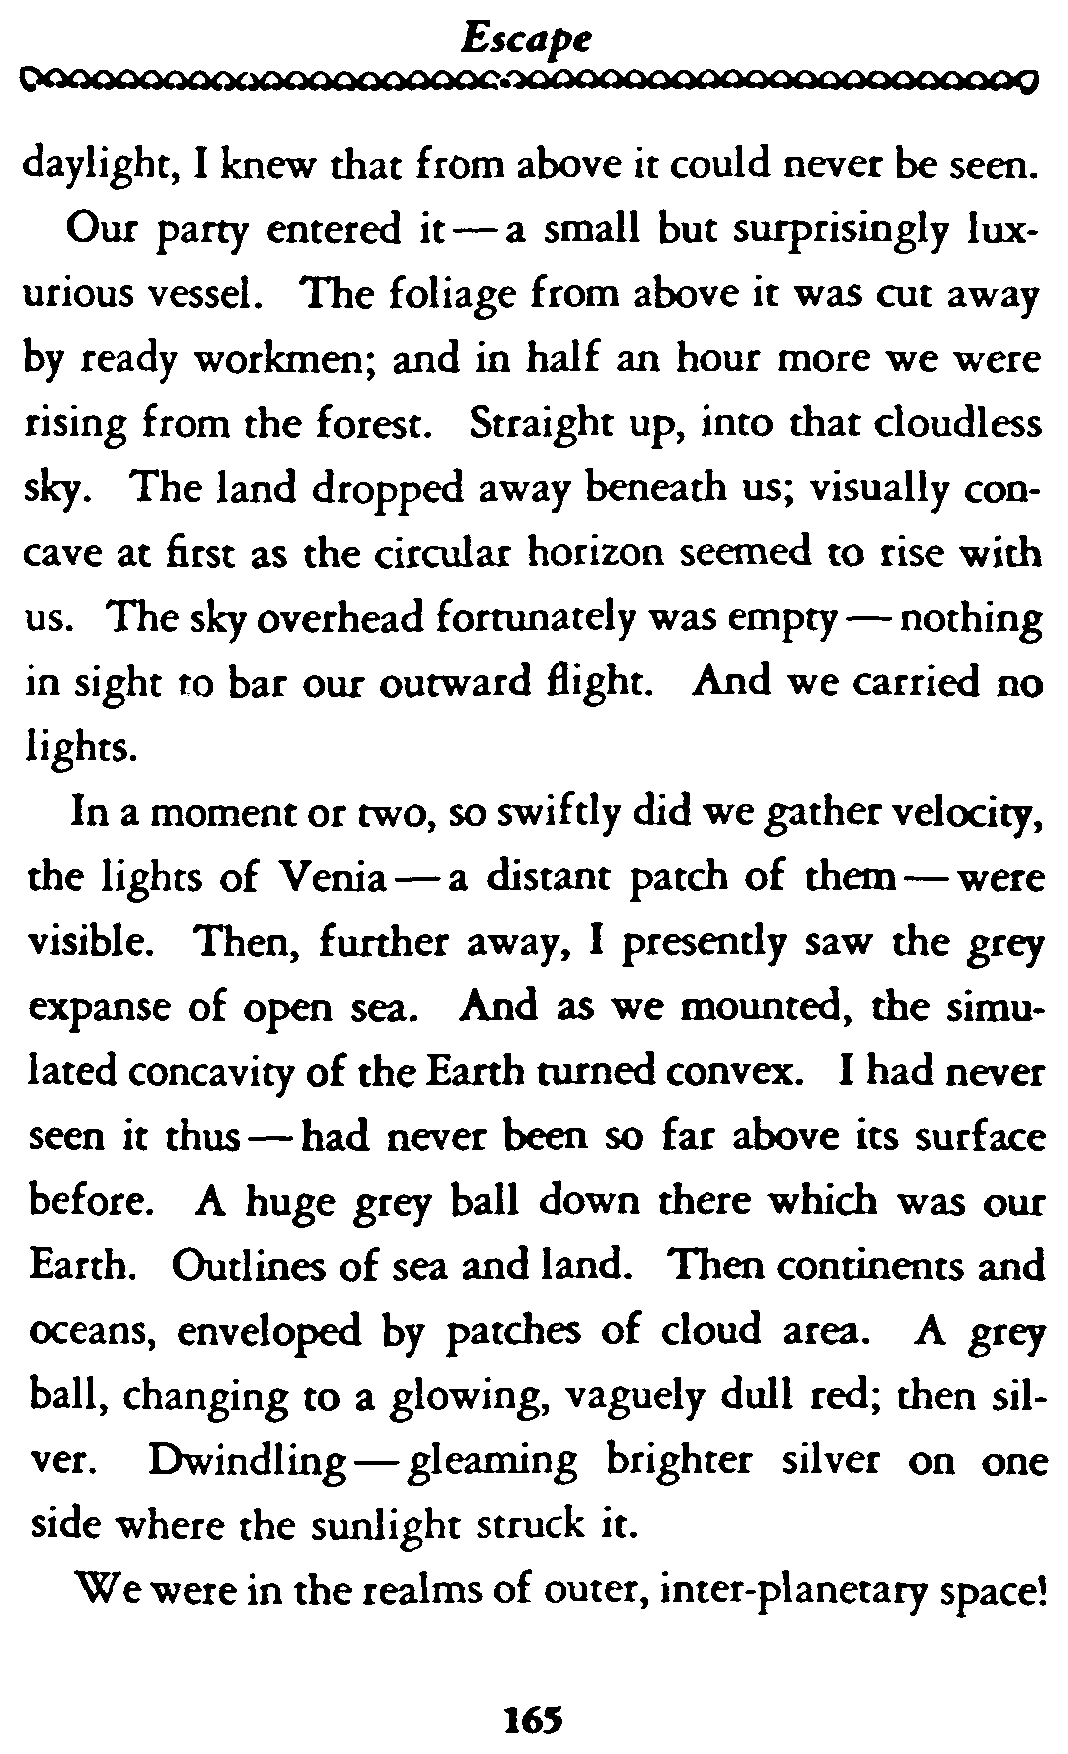 Escape
daylight, I knew that from above it could never be seen.
Our party entered it — a small but surprisingly lux-
urious vessel. The foliage from above it was cut away
by ready workmen; and in half an hour more we were
rising from the forest. Straight up, into that cloudless
sky. The land dropped away beneath us; visually con-
cave at first as the circular horizon seemed to rise with
us. The sky overhead fortunately was empty — nothing
in sight to bar our outward flight. And we carried no
lights.
In a moment or two, so swiftly did we gather velocity,
the lights of Venia — a distant patch of them — were
visible. Then, further away, I presently saw the grey
expanse of open sea. And as we mounted, the simu-
lated concavity of the Earth turned convex. I had never
seen it thus — had never been so far above its surface
before. A huge grey ball down there which was our
Earth. Outlines of sea and land. Then continents and
oceans, enveloped by patches of cloud area. A grey
ball, changing to a glowing, vaguely dull red; then sil-
ver. Dwindling — gleaming brighter silver on one
side where the sunlight struck it.
We were in the realms of outer, inter-planetary space!
165